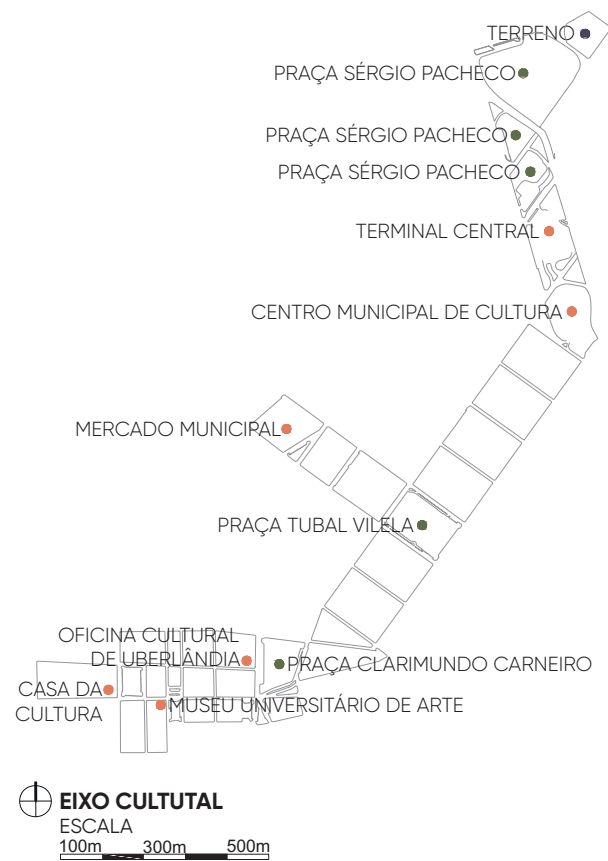 TERRENO
PRAÇA SÉRGIO PACHECO
PRAÇA SÉRGIO PACHECO
PRAÇA SÉRGIO PACHECO
TERMINAL CENTRAL
CENTRO MUNICIPAL DE CULTURA
MERCADO MUNICIPAL
PRAÇA TUBAL VILELA
OFICINA CULTURAL
DE UBERLÂNDIA
PRAÇA CLARIMUNDO CARNEIRO
CASA DA
CULTURA
MUSEU UNIVERSITÁRIO DE ARTE
EIXO CULTUTAL
ESCALA
100m 300m 500m